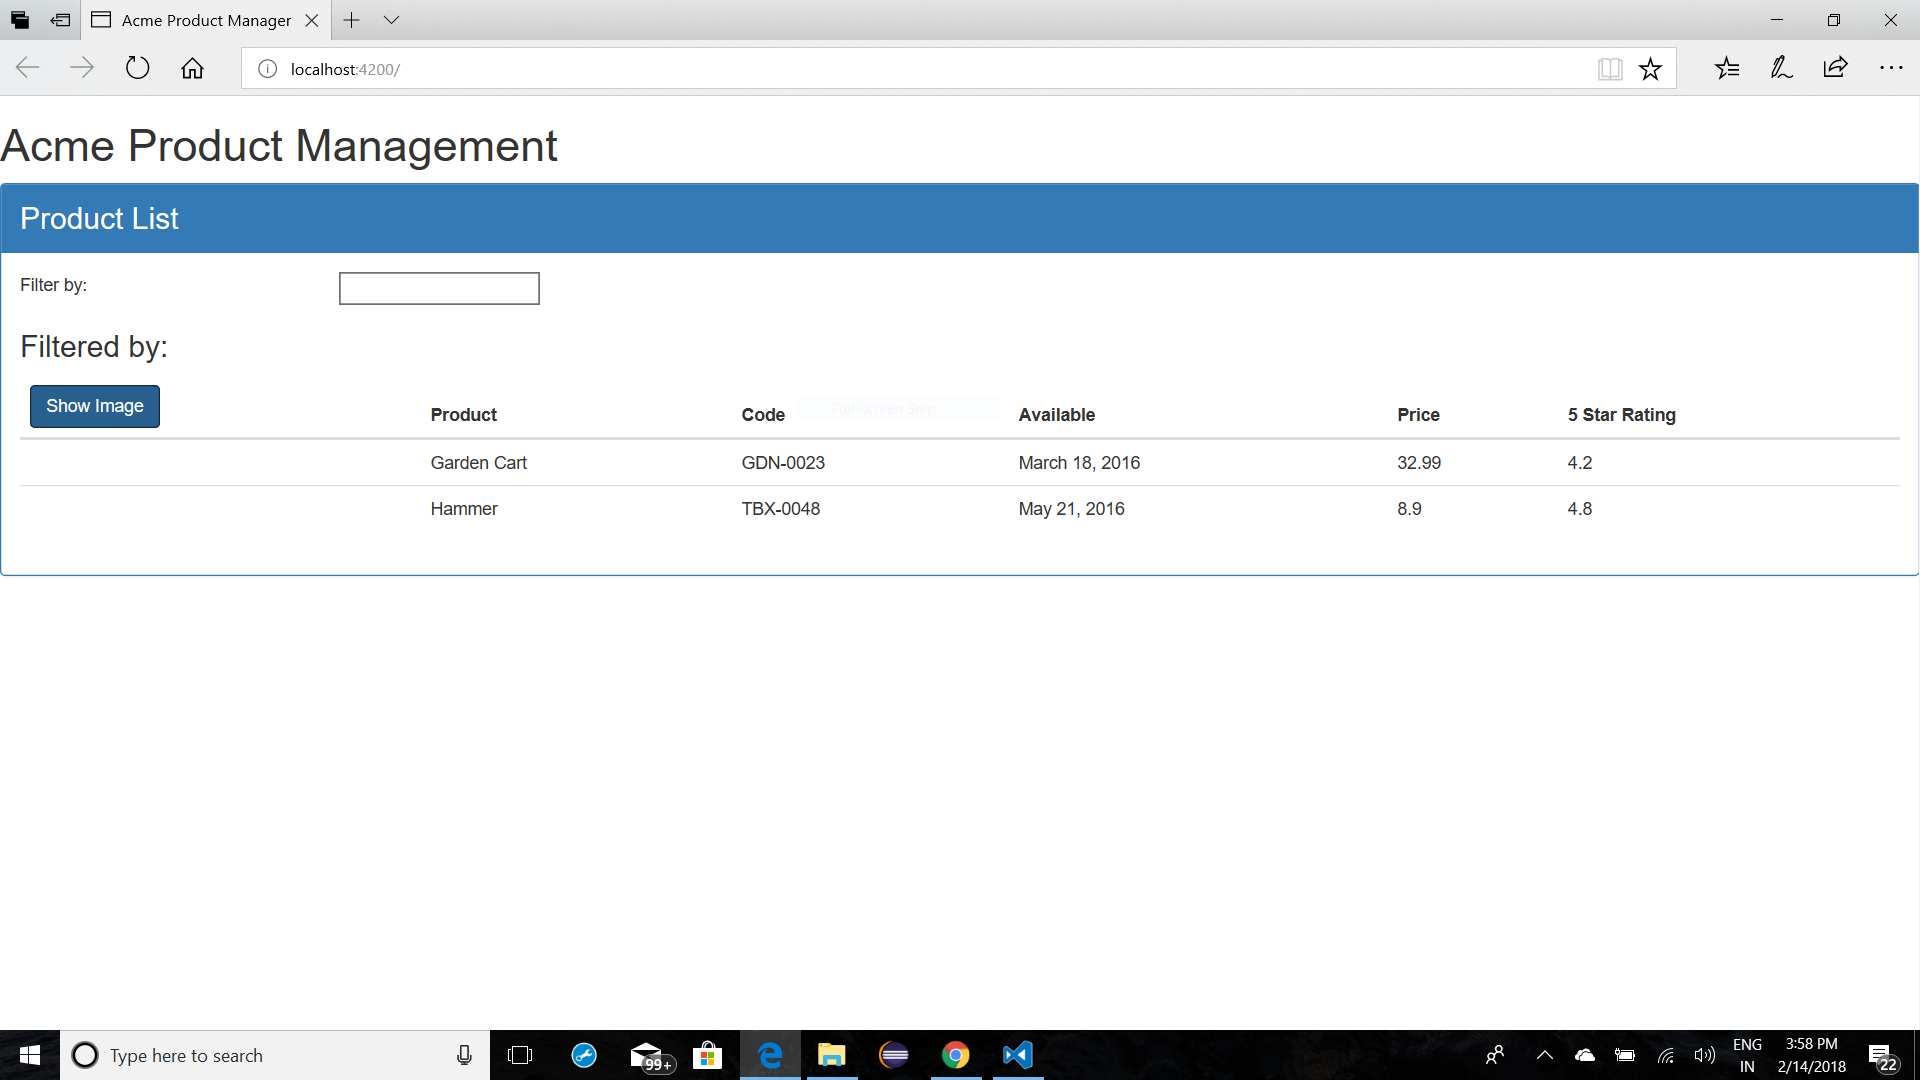 Acme Product Manager
localhost:4200/
Acme Product Management
Product List
Filter by:
Filtered by:
Show Image Product Code Available Price 5 Star Rating
Full-screen Snip
Garden Cart GDN-0023 March 18, 2016 32.99 4.2
Hammer TBX-0048 May 21, 2016 8.9 4.8
Type here to search
99+
ENG
IN
3:58 PM
2/14/2018
22